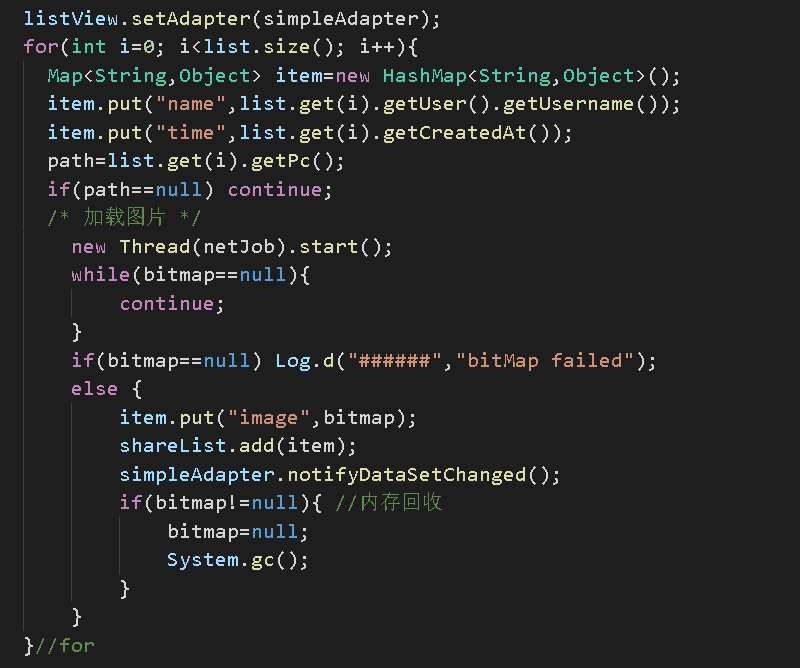 listView.setAdapter(simpleAdapter);
for(int i=0; i<list.size(); i++){
Map<String,Object> item=new HashMap<String,Object>();
item.put("name",list.get(i).getUser().getUsername());
item.put("time",list.get(i).getCreatedAt());
path=list.get(i).getPc();
if(path==null) continue;
/* 加载图片 */
new Thread(netJob).start();
while(bitmap==null){
continue;
}
if(bitmap==null) Log.d("######","bitMap failed");
else {
item.put("image",bitmap);
shareList.add(item);
simpleAdapter.notifyDataSetChanged();
if(bitmap!=null){ //内存回收
bitmap=null;
System.gc();
}
}
}//for